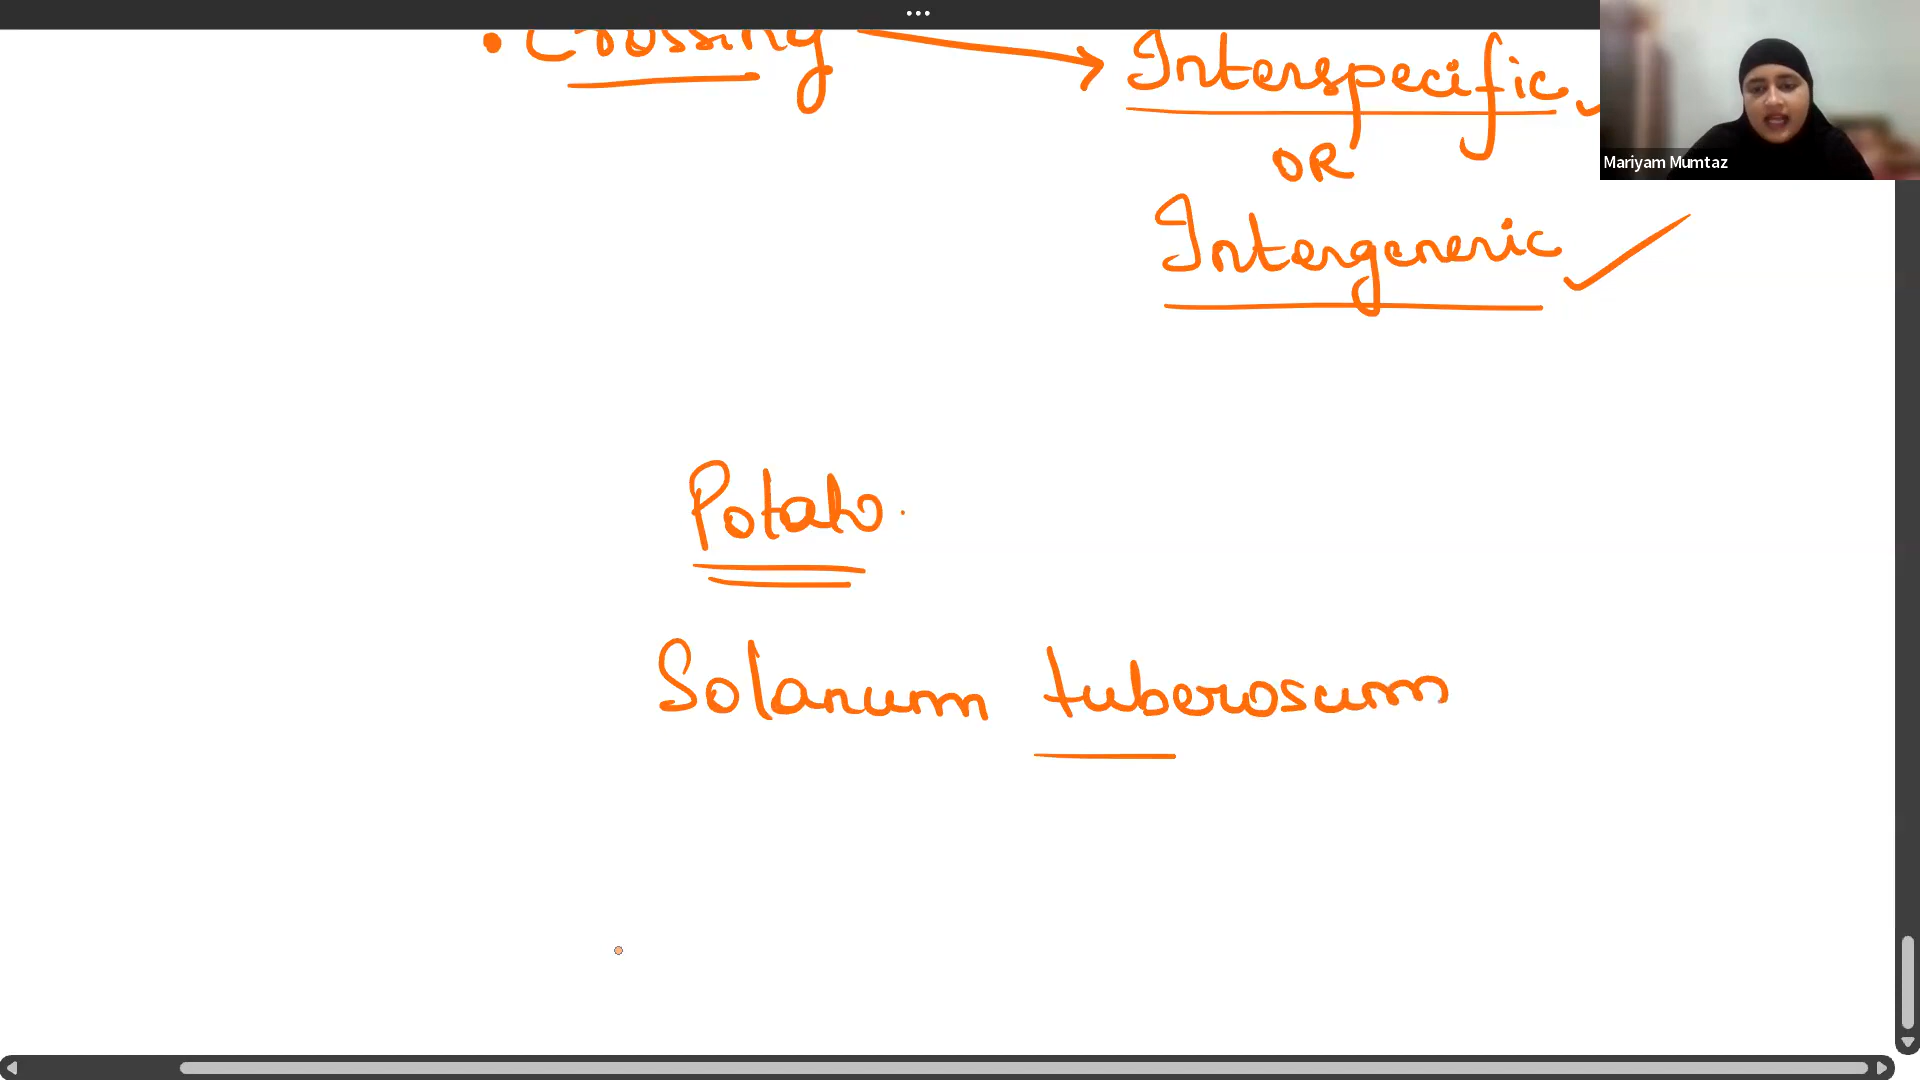 • Crossing → Interspecific ✓
OR
Intergeneric ✓
Mariyam Mumtaz
Potato.
Solanum tuberosum